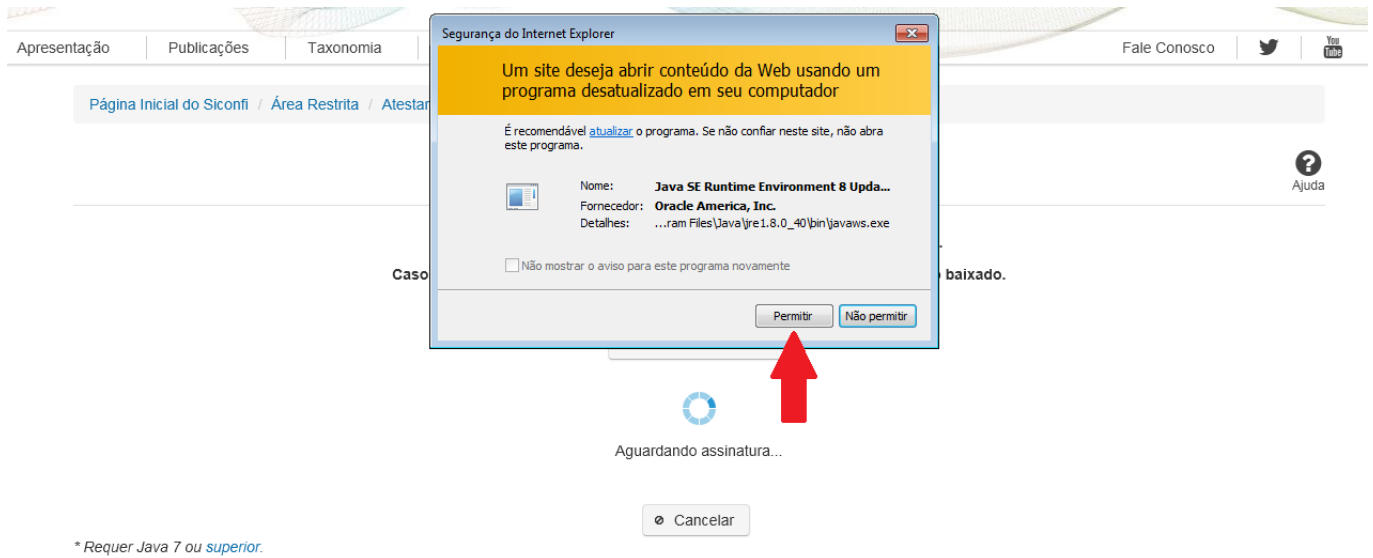 Segurança do Internet Explorer
Apresentação Publicações Taxonomia Fale Conosco You Tube
Um site deseja abrir conteúdo da Web usando um
programa desatualizado em seu computador
Página Inicial do Siconfi / Área Restrita / Atestar
É recomendável atualizar o programa. Se não confiar neste site, não abra
este programa.
Nome: Java SE Runtime Environment 8 Upda...
Fornecedor: Oracle America, Inc.
Detalhes: ...ram Files\Java\jre1.8.0_40\bin\javaws.exe
Ajuda
Não mostrar o aviso para este programa novamente
Caso baixado.
Permitir Não permitir
Aguardando assinatura...
Cancelar
* Requer Java 7 ou superior.